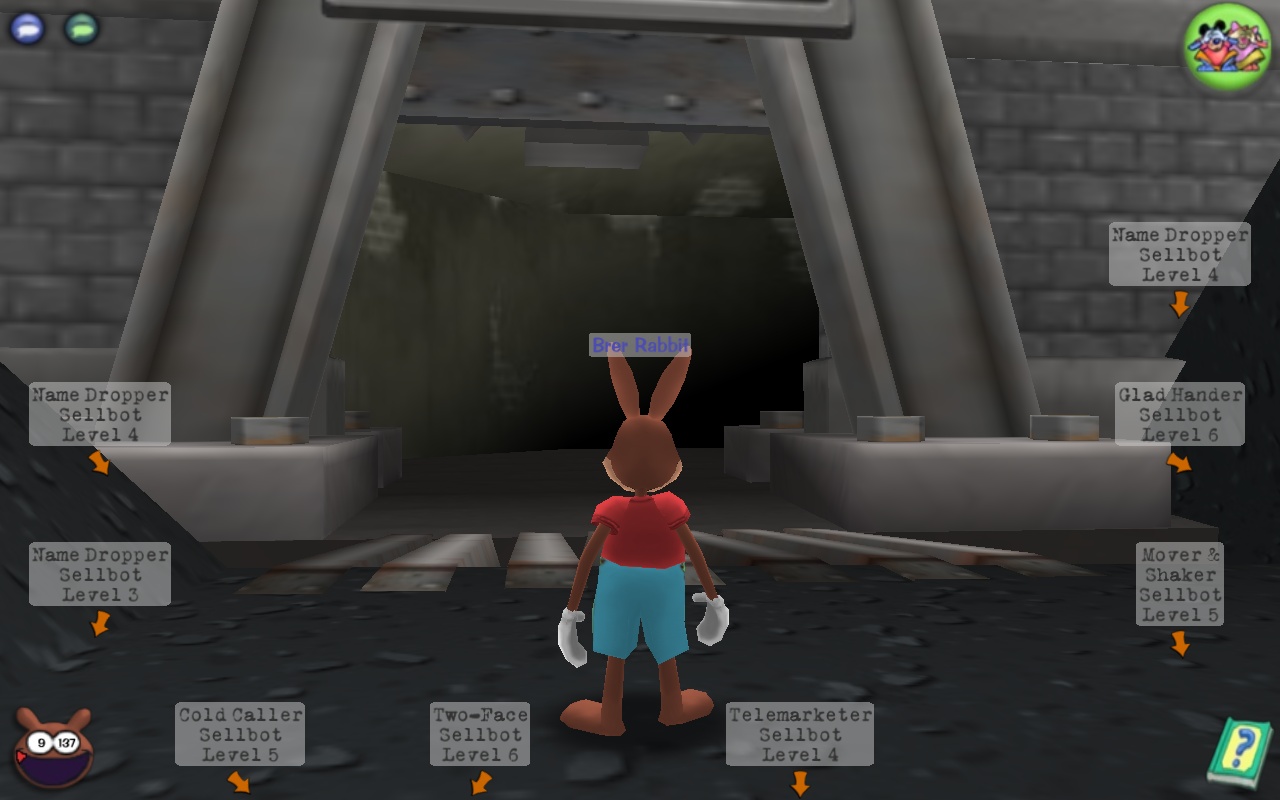 Name Dropper
Sellbot
Level 4
Brer Rabbit
Name Dropper
Sellbot
Level 4
Glad Hander
Sellbot
Level 6
Name Dropper
Sellbot
Level 3
Mover &
Shaker
Sellbot
Level 5
Cold Caller
Sellbot
Level 5
Two-Face
Sellbot
Level 6
Telemarketer
Sellbot
Level 4
9 137
?